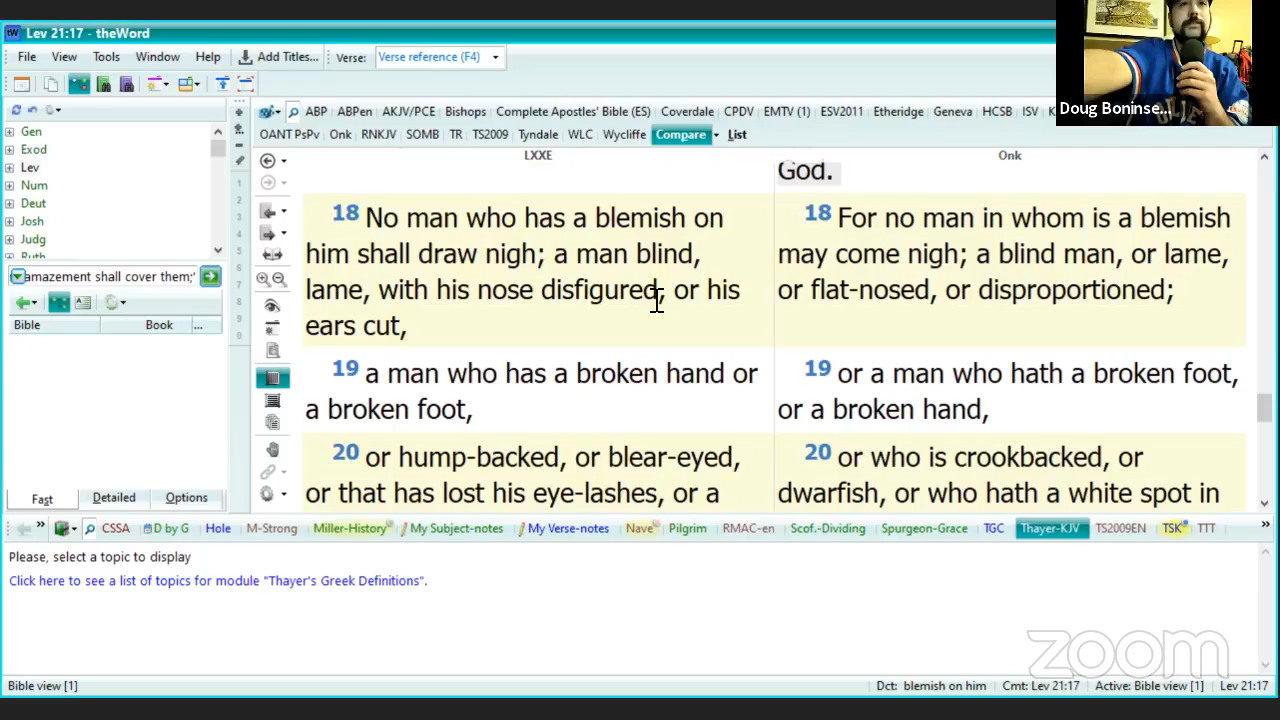 Lev 21:17 - theWord
File View Tools Window Help Add Titles... Verse: Verse reference (F4)
Doug Boninse...
ABP ABPen AKJV/PCE Bishops Complete Apostles' Bible (ES) Coverdale CPDV EMTV (1) ESV2011 Etheridge Geneva HCSB ISV
OANT PsPv Onk RNKJV SOMB TR TS2009 Tyndale WLC Wycliffe Compare List
Gen
Exod
Lev
Num
Deut
Josh
Judg
Ruth
amazement shall cover them;
Bible Book ...
Fast Detailed Options
LXXE
18 No man who has a blemish on
him shall draw nigh; a man blind,
lame, with his nose disfigured, or his
ears cut,
19 a man who has a broken hand or
a broken foot,
20 or hump-backed, or blear-eyed,
or that has lost his eye-lashes, or a
Onk
God.
18 For no man in whom is a blemish
may come nigh; a blind man, or lame,
or flat-nosed, or disproportioned;
19 or a man who hath a broken foot,
or a broken hand,
20 or who is crookbacked, or
dwarfish, or who hath a white spot in
CSSA D by G Hole M-Strong Miller-History My Subject-notes My Verse-notes Nave Pilgrim RMAC-en Scof.-Dividing Spurgeon-Grace TGC Thayer-KJV TS2009EN TSK TTT
Please, select a topic to display
Click here to see a list of topics for module "Thayer's Greek Definitions".
zoom
Bible view [1] Dct: blemish on him Cmt: Lev 21:17 Active: Bible view [1] Lev 21:17